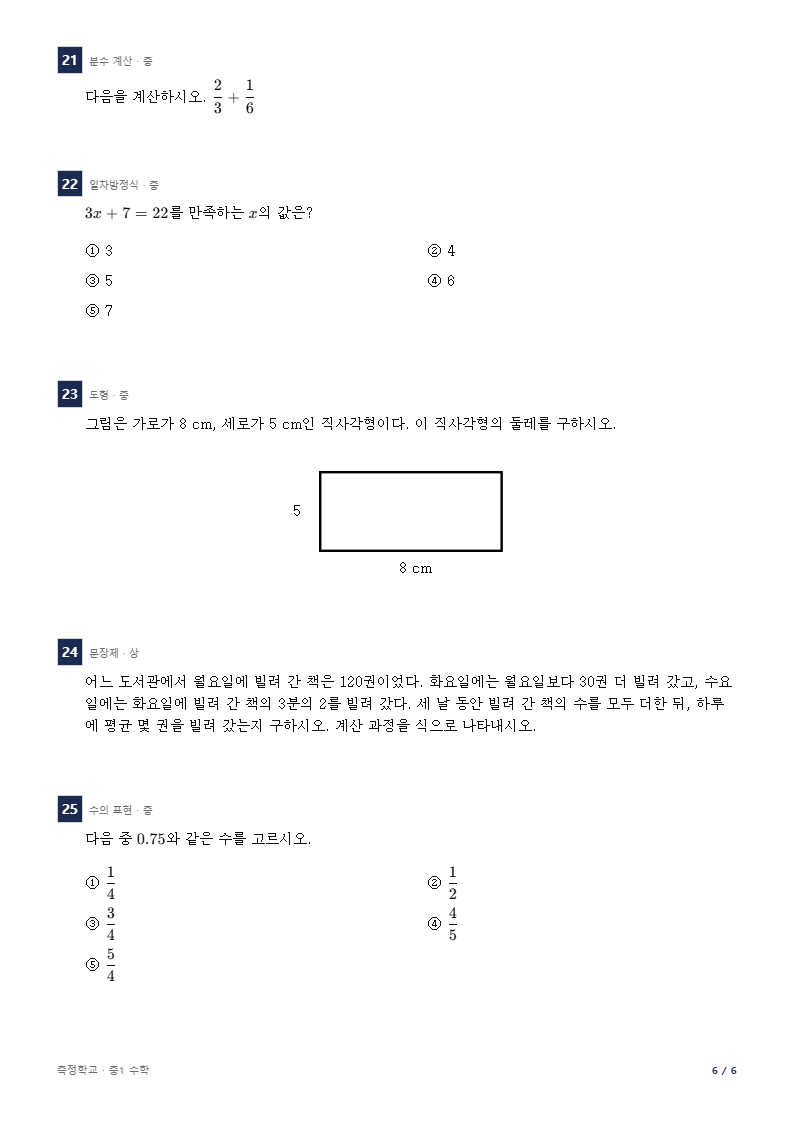 21 분수 계산 · 중
다음을 계산하시오. 2/3 + 1/6
22 일차방정식 · 중
3x + 7 = 22를 만족하는 x의 값은?
① 3 ② 4
③ 5 ④ 6
⑤ 7
23 도형 · 중
그림은 가로가 8 cm, 세로가 5 cm인 직사각형이다. 이 직사각형의 둘레를 구하시오.
5
8 cm
24 문장제 · 상
어느 도서관에서 월요일에 빌려 간 책은 120권이었다. 화요일에는 월요일보다 30권 더 빌려 갔고, 수요
일에는 화요일에 빌려 간 책의 3분의 2를 빌려 갔다. 세 날 동안 빌려 간 책의 수를 모두 더한 뒤, 하루
에 평균 몇 권을 빌려 갔는지 구하시오. 계산 과정을 식으로 나타내시오.
25 수의 표현 · 중
다음 중 0.75와 같은 수를 고르시오.
① 1/4 ② 1/2
③ 3/4 ④ 4/5
⑤ 5/4
측정학교 · 중1 수학 6 / 6